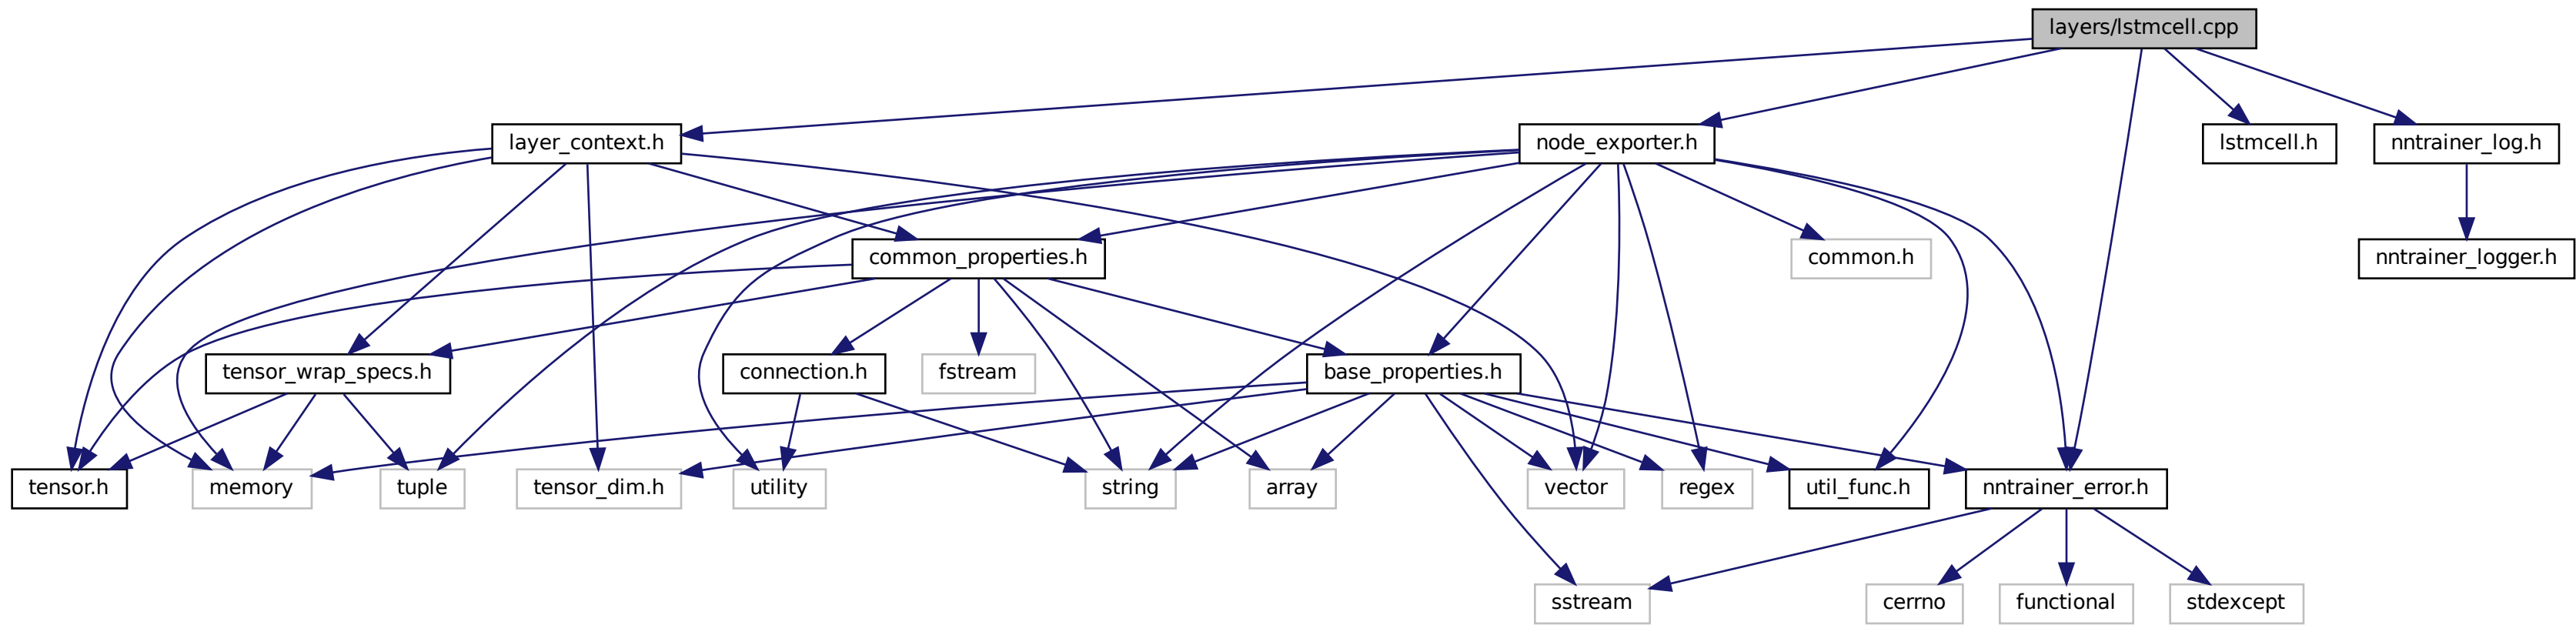 layers/lstmcell.cpp
layer_context.h
node_exporter.h
lstmcell.h
nntrainer_log.h
common_properties.h
common.h
nntrainer_logger.h
tensor_wrap_specs.h
connection.h
fstream
base_properties.h
tensor.h
memory
tuple
tensor_dim.h
utility
string
array
vector
regex
util_func.h
nntrainer_error.h
sstream
cerrno
functional
stdexcept